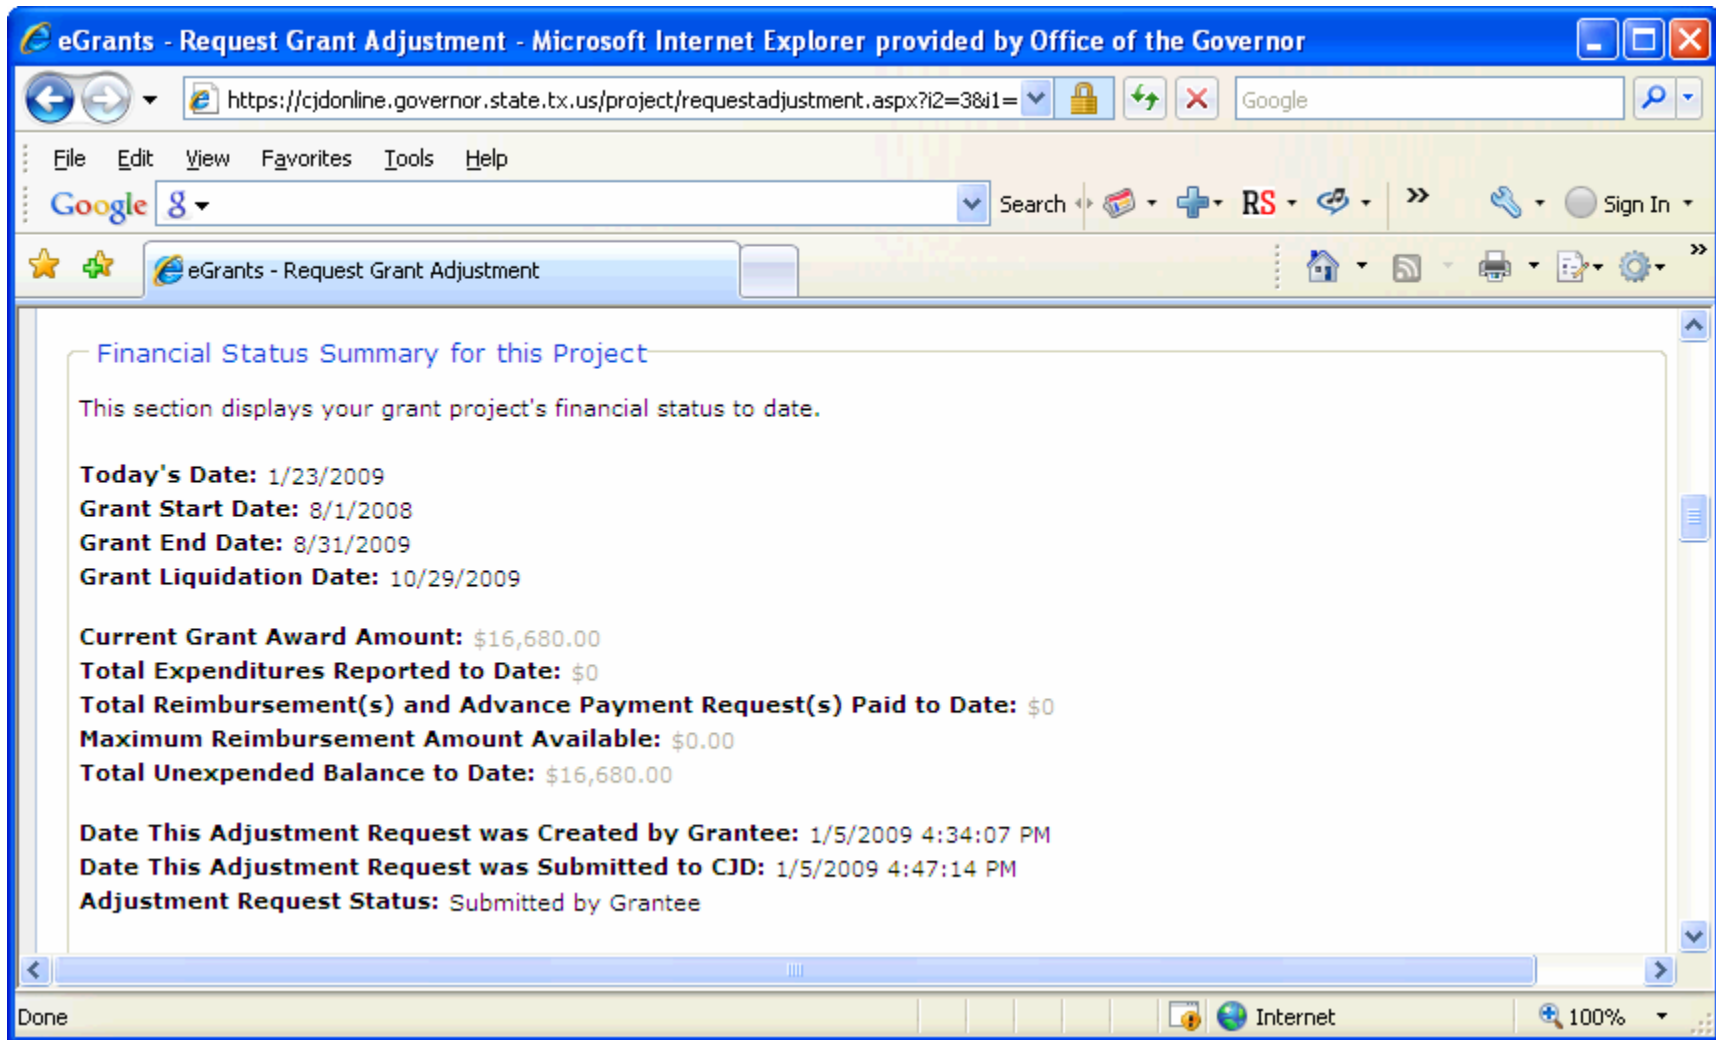 eGrants - Request Grant Adjustment - Microsoft Internet Explorer provided by Office of the Governor
https://cjdonline.governor.state.tx.us/project/requestadjustment.aspx?i2=3&i1= Google
File Edit View Favorites Tools Help
Google g Search RS » Sign In
eGrants - Request Grant Adjustment »
Financial Status Summary for this Project
This section displays your grant project's financial status to date.
Today's Date: 1/23/2009
Grant Start Date: 8/1/2008
Grant End Date: 8/31/2009
Grant Liquidation Date: 10/29/2009
Current Grant Award Amount: $16,680.00
Total Expenditures Reported to Date: $0
Total Reimbursement(s) and Advance Payment Request(s) Paid to Date: $0
Maximum Reimbursement Amount Available: $0.00
Total Unexpended Balance to Date: $16,680.00
Date This Adjustment Request was Created by Grantee: 1/5/2009 4:34:07 PM
Date This Adjustment Request was Submitted to CJD: 1/5/2009 4:47:14 PM
Adjustment Request Status: Submitted by Grantee
Done Internet 100%